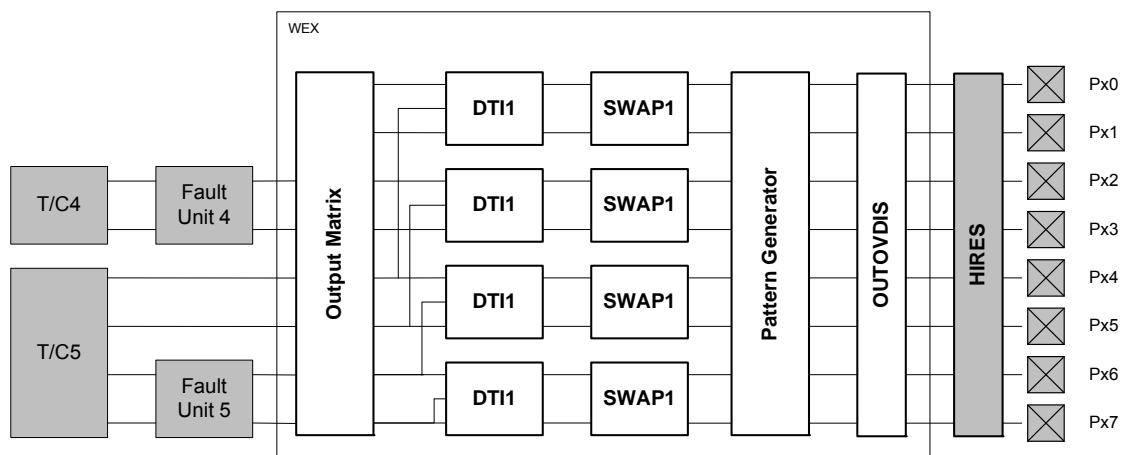 WEX
T/C4
Fault
Unit 4
T/C5
Fault
Unit 5
Output Matrix
DTI1
DTI1
DTI1
DTI1
SWAP1
SWAP1
SWAP1
SWAP1
Pattern Generator
OUTOVDIS
HIRES
Px0
Px1
Px2
Px3
Px4
Px5
Px6
Px7